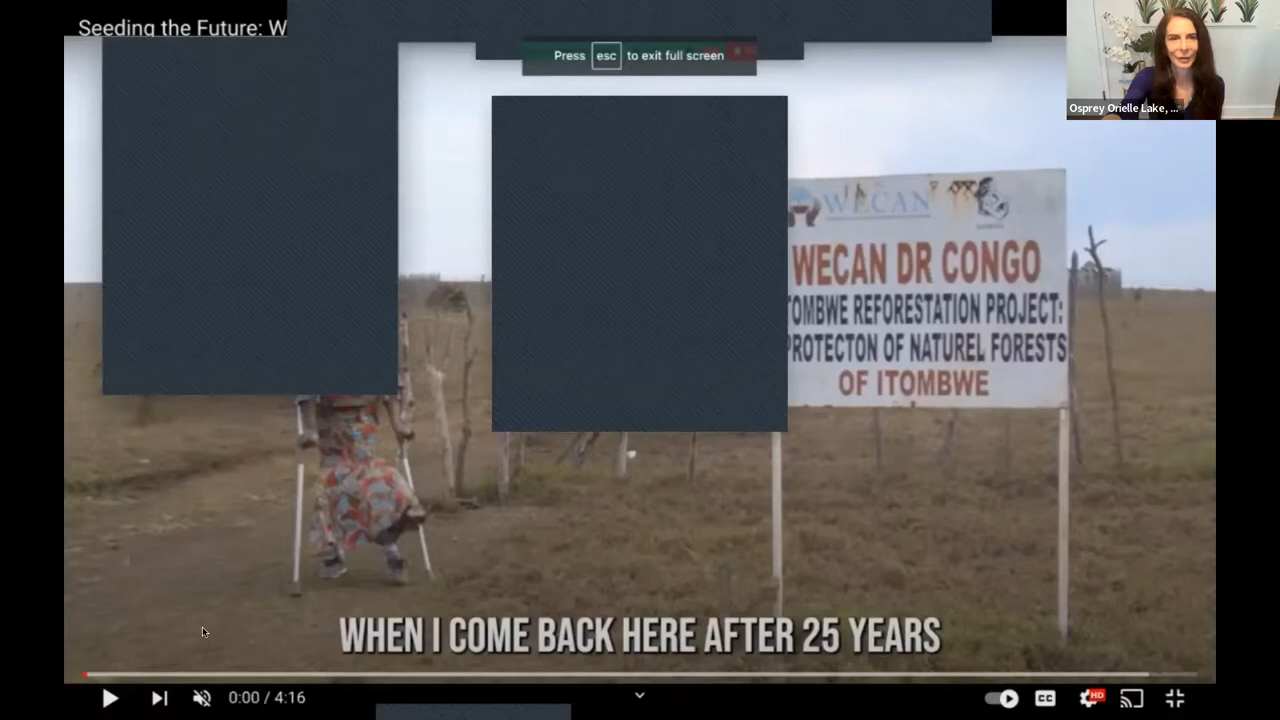 Seeding the Future: W
Press esc to exit full screen
Osprey Orielle Lake, ...
WECAN
WECAN DR CONGO
TOMBWE REFORESTATION PROJECT:
PROTECTON OF NATUREL FORESTS
OF ITOMBWE
WHEN I COME BACK HERE AFTER 25 YEARS
0:00 / 4:16
CC
HD